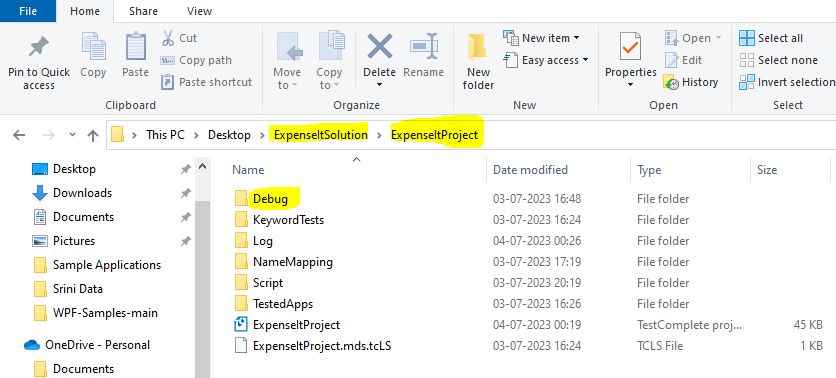 File Home Share View
Pin to Quick access
Copy
Paste
Cut
Copy path
Paste shortcut
Clipboard
Move to
Copy to
Delete
Rename
Organize
New folder
New item
Easy access
New
Properties
Open
Edit
History
Open
Select all
Select none
Invert selection
Select
This PC > Desktop > ExpenseItSolution > ExpenseItProject
Desktop
Downloads
Documents
Pictures
Sample Applications
Srini Data
WPF-Samples-main
OneDrive - Personal
Documents
Name Date modified Type Size
Debug 03-07-2023 16:48 File folder
KeywordTests 03-07-2023 16:24 File folder
Log 04-07-2023 00:26 File folder
NameMapping 03-07-2023 17:19 File folder
Script 03-07-2023 20:19 File folder
TestedApps 03-07-2023 16:26 File folder
ExpenseItProject 04-07-2023 00:19 TestComplete proj... 45 KB
ExpenseItProject.mds.tcLS 03-07-2023 16:24 TCLS File 1 KB